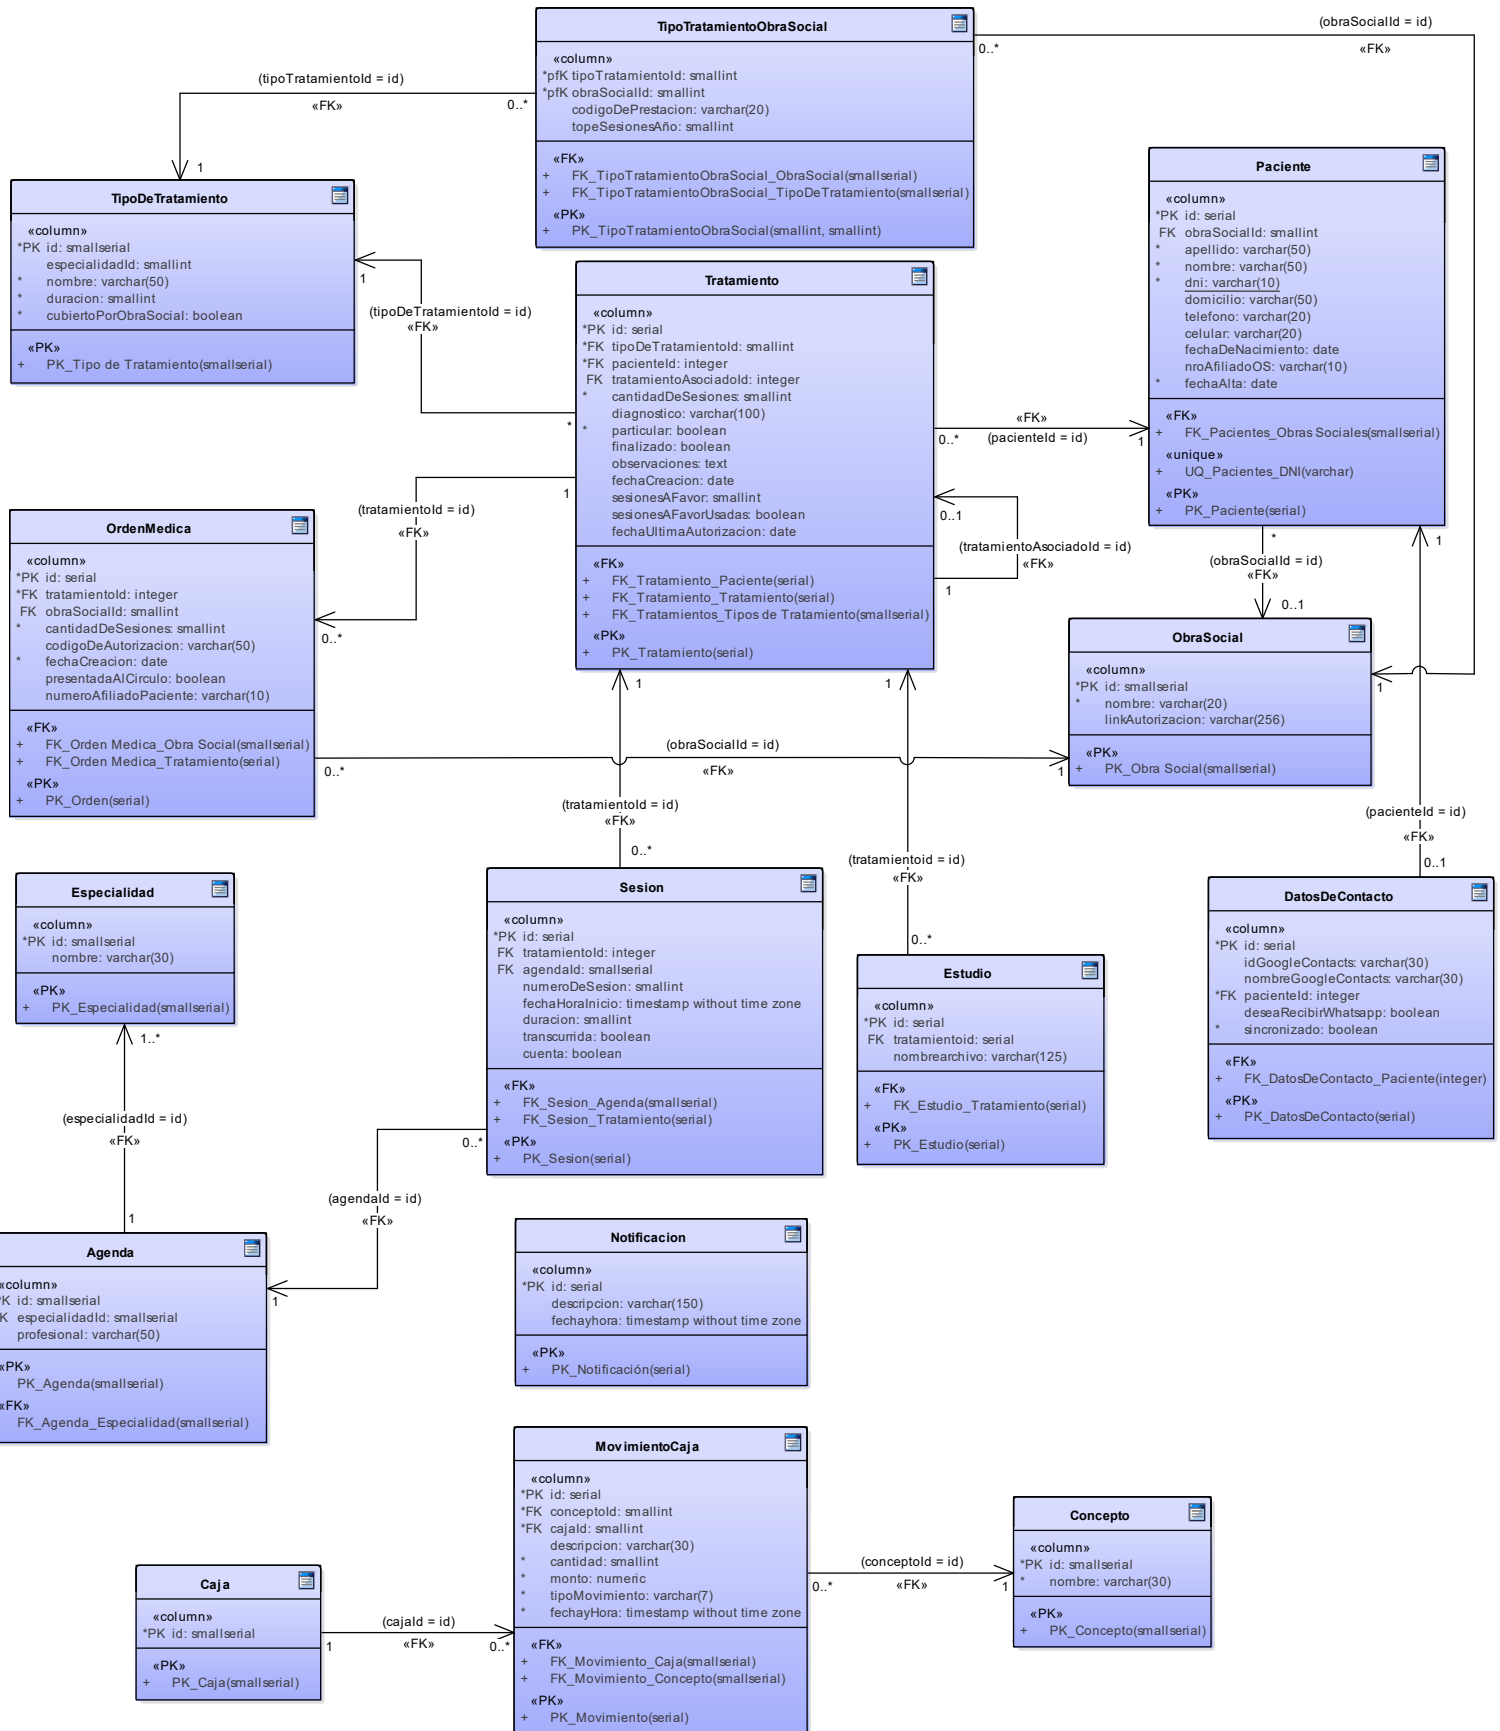 TipoTratamientoObraSocial
«column»
*pfK tipoTratamientoId: smallint
*pfK obraSocialId: smallint
codigoDePrestacion: varchar(20)
topeSesionesAño: smallint
«FK»
+ FK_TipoTratamientoObraSocial_ObraSocial(smallserial)
+ FK_TipoTratamientoObraSocial_TipoDeTratamiento(smallserial)
«PK»
+ PK_TipoTratamientoObraSocial(smallint, smallint)
(obraSocialId = id)
0..*
«FK»
(tipoTratamientoId = id)
«FK»
0..*
1
TipoDeTratamiento
«column»
*PK id: smallserial
especialidadId: smallint
* nombre: varchar(50)
* duracion: smallint
* cubiertoPorObraSocial: boolean
«PK»
+ PK_Tipo de Tratamiento(smallserial)
1
(tipoDeTratamientoId = id)
«FK»
*
Tratamiento
«column»
*PK id: serial
*FK tipoDeTratamientoId: smallint
*FK pacienteId: integer
FK tratamientoAsociadoId: integer
* cantidadDeSesiones: smallint
diagnostico: varchar(100)
* particular: boolean
finalizado: boolean
observaciones: text
fechaCreacion: date
sesionesAFavor: smallint
sesionesAFavorUsadas: boolean
fechaUltimaAutorizacion: date
«FK»
+ FK_Tratamiento_Paciente(serial)
+ FK_Tratamiento_Tratamiento(serial)
+ FK_Tratamientos_Tipos de Tratamiento(smallserial)
«PK»
+ PK_Tratamiento(serial)
Paciente
«column»
*PK id: serial
FK obraSocialId: smallint
* apellido: varchar(50)
* nombre: varchar(50)
* dni: varchar(10)
domicilio: varchar(50)
telefono: varchar(20)
celular: varchar(20)
fechaDeNacimiento: date
nroAfiliadoOS: varchar(10)
* fechaAlta: date
«FK»
+ FK_Pacientes_Obras Sociales(smallserial)
«unique»
+ UQ_Pacientes_DNI(varchar)
«PK»
+ PK_Paciente(serial)
«FK»
0..*
(pacienteId = id)
1
0..1
(tratamientoAsociadoId = id)
«FK»
1
1
(tratamientoId = id)
«FK»
0..*
OrdenMedica
«column»
*PK id: serial
*FK tratamientoId: integer
FK obraSocialId: smallint
* cantidadDeSesiones: smallint
codigoDeAutorizacion: varchar(50)
* fechaCreacion: date
presentadaAlCirculo: boolean
numeroAfiliadoPaciente: varchar(10)
«FK»
+ FK_Orden Medica_Obra Social(smallserial)
+ FK_Orden Medica_Tratamiento(serial)
«PK»
+ PK_Orden(serial)
*
(obraSocialId = id)
«FK»
0..1
1
ObraSocial
«column»
*PK id: smallserial
* nombre: varchar(20)
linkAutorizacion: varchar(256)
«PK»
+ PK_Obra Social(smallserial)
1
(obraSocialId = id)
0..*
«FK»
1
1
(tratamientoId = id)
«FK»
0..*
1
(tratamientoid = id)
«FK»
0..*
(pacienteId = id)
«FK»
0..1
Especialidad
«column»
*PK id: smallserial
nombre: varchar(30)
«PK»
+ PK_Especialidad(smallserial)
1..*
(especialidadId = id)
«FK»
1
Sesion
«column»
*PK id: serial
FK tratamientoId: integer
FK agendaId: smallserial
numeroDeSesion: smallint
fechaHoraInicio: timestamp without time zone
duracion: smallint
transcurrida: boolean
cuenta: boolean
«FK»
+ FK_Sesion_Agenda(smallserial)
+ FK_Sesion_Tratamiento(serial)
«PK»
+ PK_Sesion(serial)
Estudio
«column»
*PK id: serial
FK tratamientoid: serial
nombrearchivo: varchar(125)
«FK»
+ FK_Estudio_Tratamiento(serial)
«PK»
+ PK_Estudio(serial)
DatosDeContacto
«column»
*PK id: serial
idGoogleContacts: varchar(30)
nombreGoogleContacts: varchar(30)
*FK pacienteId: integer
deseaRecibirWhatsapp: boolean
* sincronizado: boolean
«FK»
+ FK_DatosDeContacto_Paciente(integer)
«PK»
+ PK_DatosDeContacto(serial)
0..*
(agendaId = id)
«FK»
1
Agenda
«column»
K id: smallserial
K especialidadId: smallserial
profesional: varchar(50)
«PK»
PK_Agenda(smallserial)
«FK»
FK_Agenda_Especialidad(smallserial)
Notificacion
«column»
*PK id: serial
descripcion: varchar(150)
fechayhora: timestamp without time zone
«PK»
+ PK_Notificación(serial)
MovimientoCaja
«column»
*PK id: serial
*FK conceptoId: smallint
*FK cajaId: smallint
descripcion: varchar(30)
* cantidad: smallint
* monto: numeric
* tipoMovimiento: varchar(7)
* fechayHora: timestamp without time zone
«FK»
+ FK_Movimiento_Caja(smallserial)
+ FK_Movimiento_Concepto(smallserial)
«PK»
+ PK_Movimiento(serial)
(conceptoId = id)
0..*
«FK»
1
Concepto
«column»
*PK id: smallserial
* nombre: varchar(30)
«PK»
+ PK_Concepto(smallserial)
Caja
«column»
*PK id: smallserial
«PK»
+ PK_Caja(smallserial)
(cajaId = id)
1
«FK»
0..*